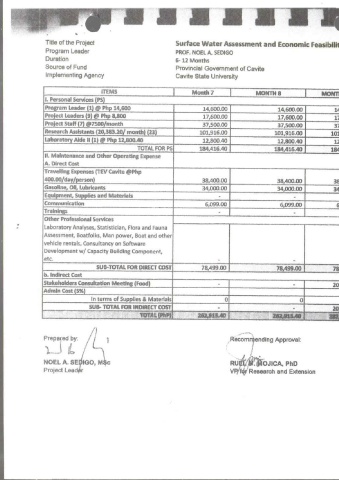 Title of the Project Surface Water Assessment and Economic Feasibilit
Program Leader PROF. NOEL A. SEDIGO
Duration 6- 12 Months
Source of Fund Provincial Government of Cavite
Implementing Agency Cavite State University
ITEMS Month 7 MONTH 8 MONT
I. Personal Services (PS)
Program Leader (1) @ Php 14,600 14,600.00 14,600.00 14
Project Leaders (2) @ Php 8,800 17,600.00 17,600.00 17
Project Staff (7) @7500/month 37,500.00 37,500.00 37
Research Assistants (20,383.20/ month) (23) 101,916.00 101,916.00 101
Laboratory Aide II (1) @ Php 12,800.40 12,800.40 12,800.40 12
TOTAL FOR PS 184,416.40 184,416.40 184
II. Maintenance and Other Operating Expense
A. Direct Cost
Travelling Expenses (TEV Cavite @Php
400.00/day/person) 38,400.00 38,400.00 38
Gasoline, Oil, Lubricants 34,000.00 34,000.00 34
Equipment, Supplies and Materials - -
Communication 6,099.00 6,099.00 6
Trainings - -
Other Professional Services
Laboratory Analyses, Statistician, Flora and Fauna
Assessment, Boatfolks, Man power, Boat and other
vehicle rentals, Consultancy on Software
Development w/ Capacity Building Component,
etc. - -
SUB-TOTAL FOR DIRECT COST 78,499.00 78,499.00 78
b. Indirect Cost
Stakeholders Consultation Meeting (Food) - - 20
Admin Cost (5%)
In terms of Supplies & Materials 0 0
SUB- TOTAL FOR INDIRECT COST - - 20
TOTAL (PhP) 262,915.40 262,915.40 282
Prepared by: Recommending Approval:
NOEL A. SEDIGO, MSc RUEL M. MOJICA, PhD
Project Leader VP for Research and Extension